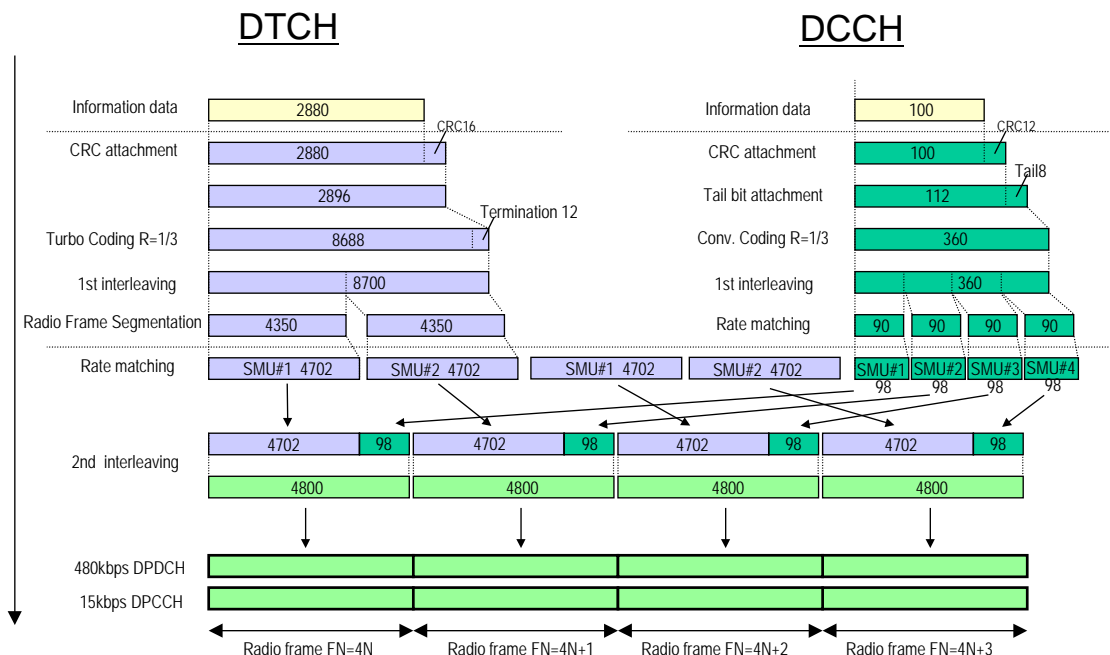 DTCH
DCCH
Information data
2880
Information data
100
CRC16
CRC12
CRC attachment
2880
CRC attachment
100
Tail8
2896
Tail bit attachment
112
Termination 12
Turbo Coding R=1/3
8688
Conv. Coding R=1/3
360
1st interleaving
8700
1st interleaving
360
Radio Frame Segmentation
4350
4350
Rate matching
90
90
90
90
Rate matching
SMU#1 4702
SMU#2 4702
SMU#1 4702
SMU#2 4702
SMU#1
SMU#2
SMU#3
SMU#4
98
98
98
98
2nd interleaving
4702
98
4702
98
4702
98
4702
98
4800
4800
4800
4800
480kbps DPDCH
15kbps DPCCH
Radio frame FN=4N
Radio frame FN=4N+1
Radio frame FN=4N+2
Radio frame FN=4N+3